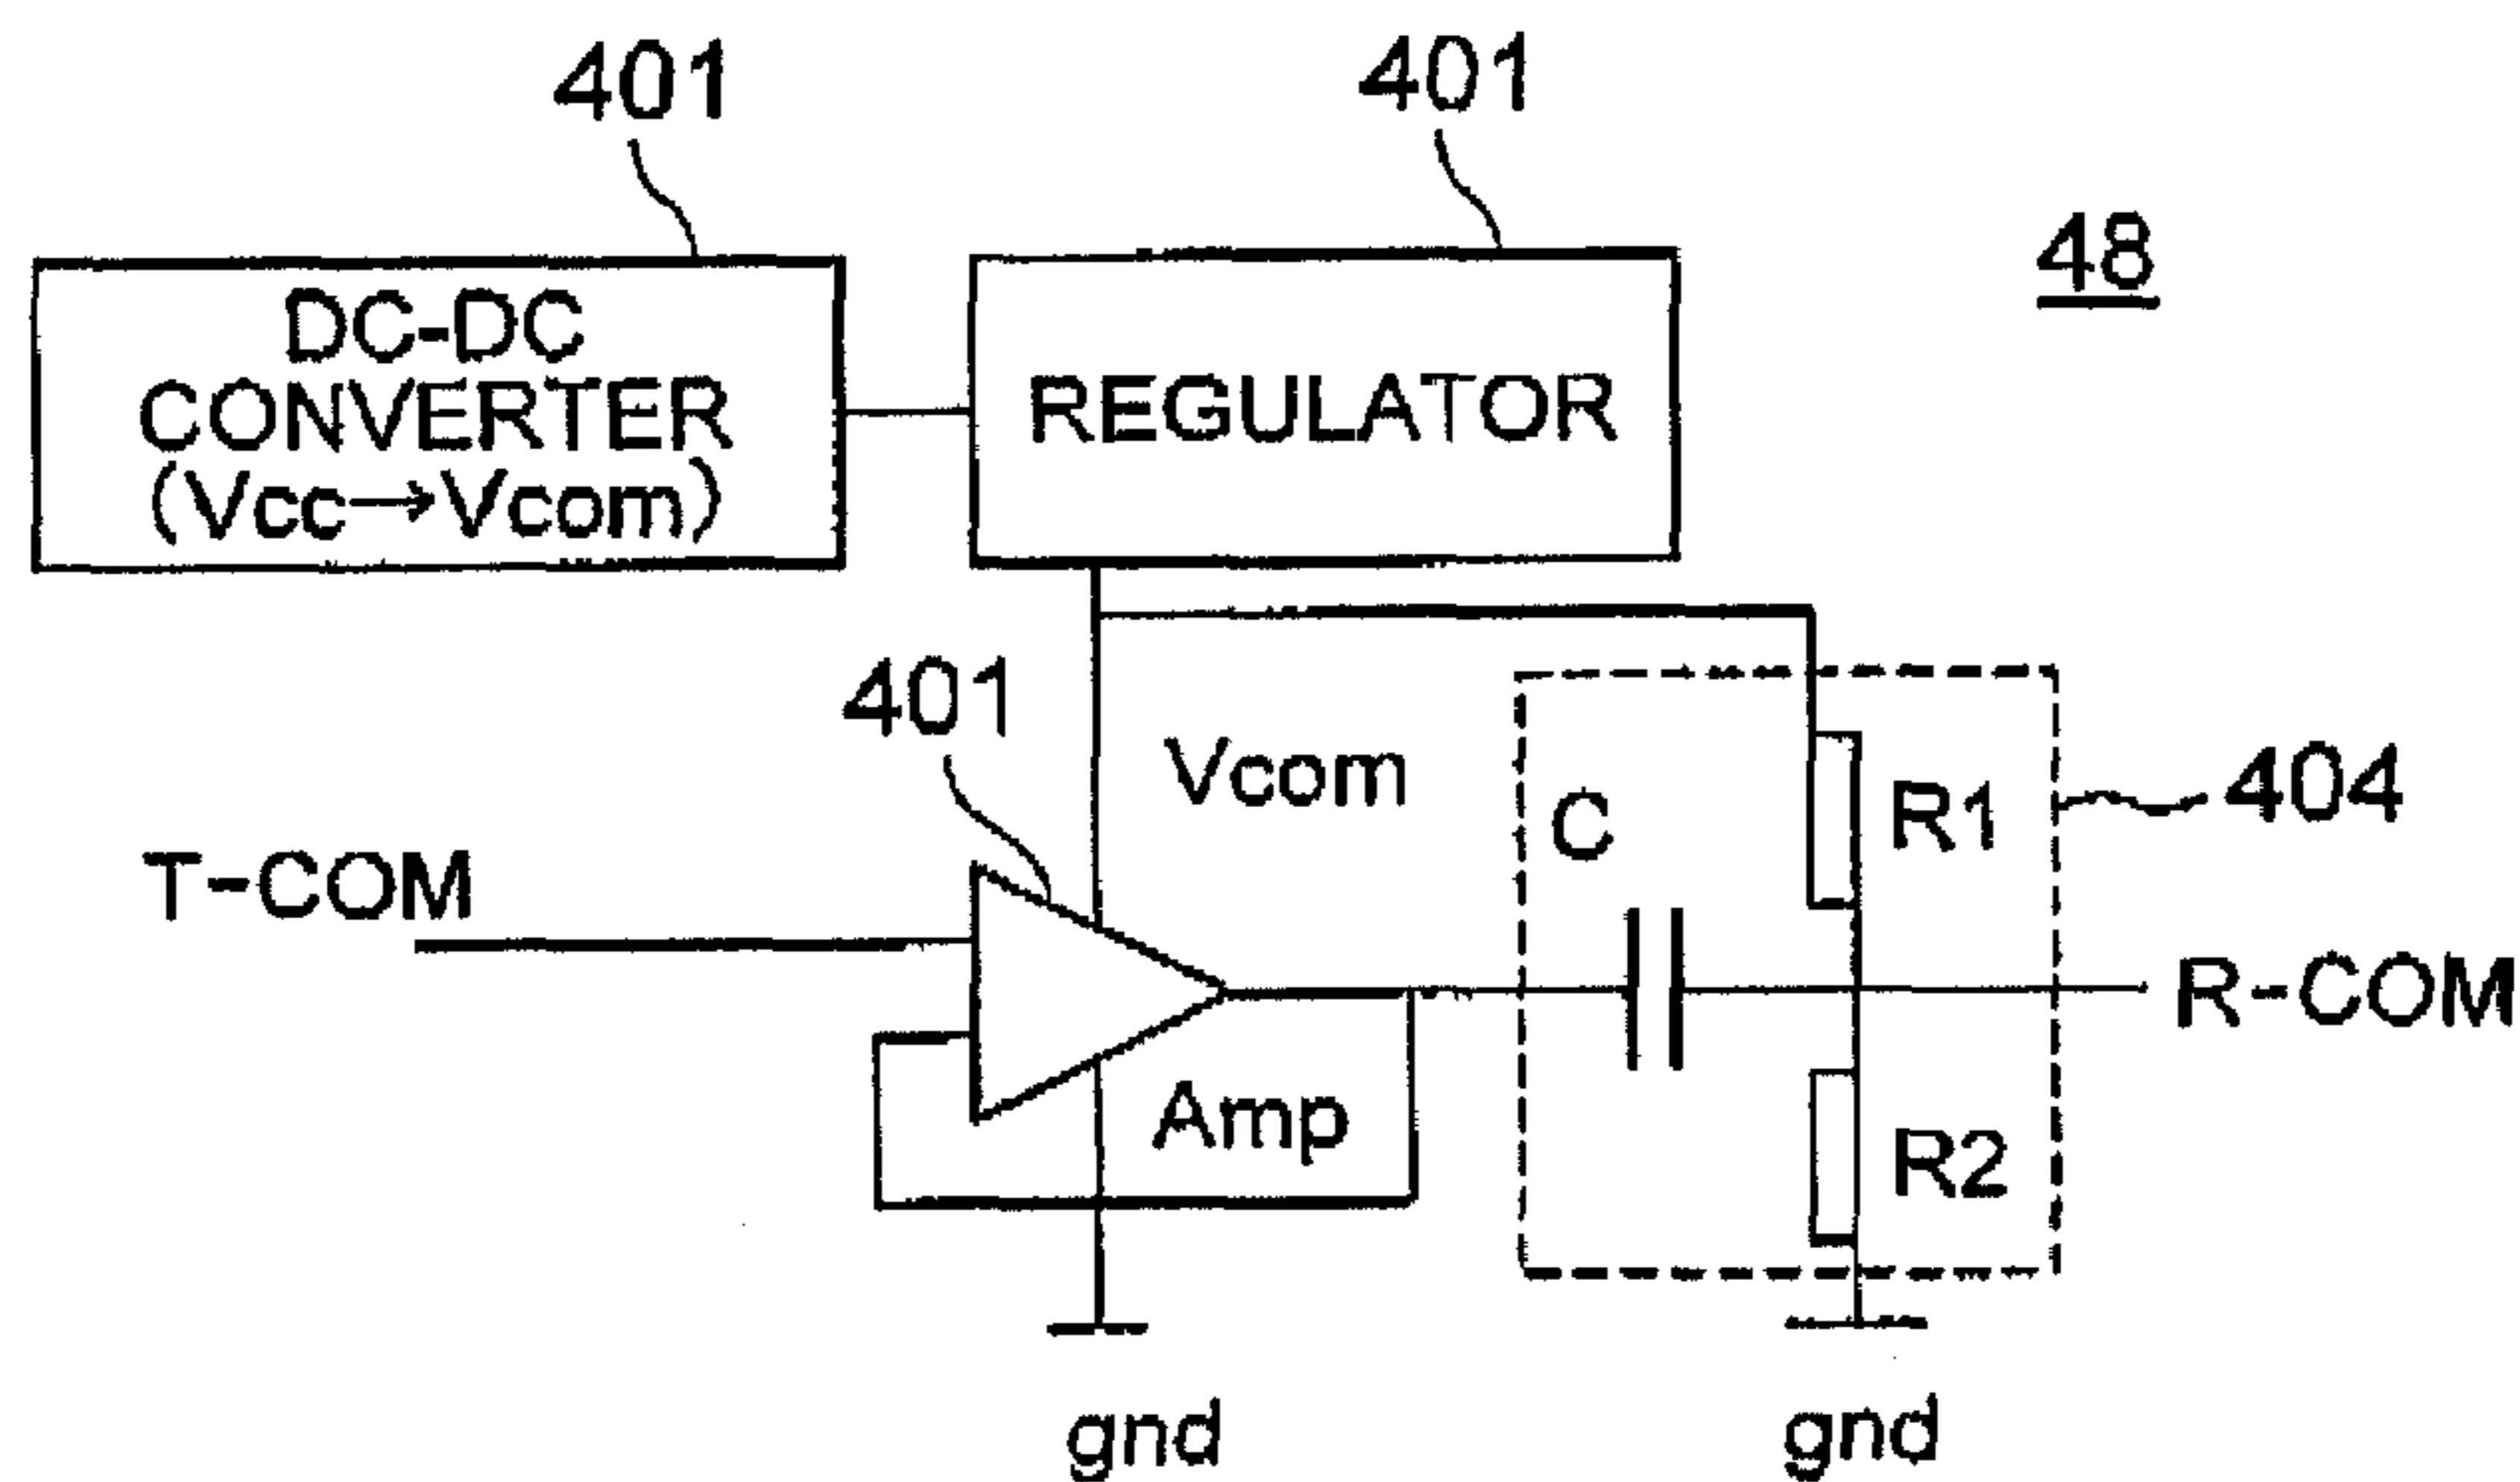 401
401
48
DC-DC
CONVERTER
(Vcc→Vcom)
REGULATOR
401
Vcom
C
R1
404
T-COM
R-COM
Amp
R2
gnd
gnd